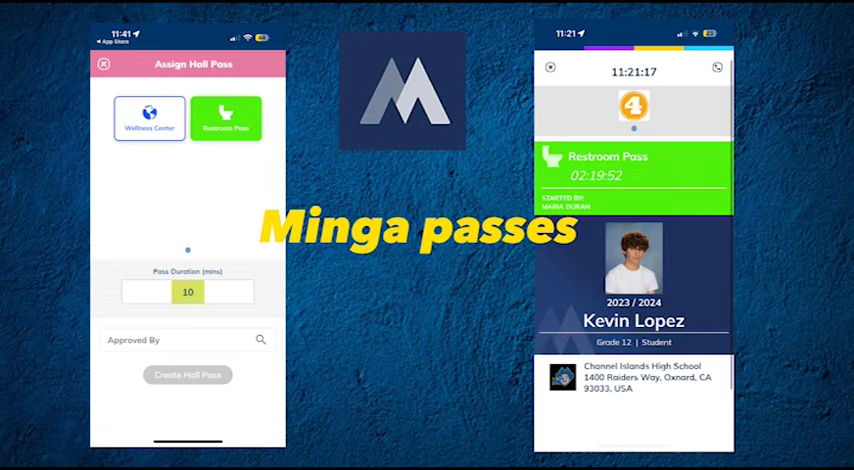 11:41
48
App Store
Assign Hall Pass
Wellness Center
Restroom Pass
Pass Duration (mins)
10
Approved By
Create Hall Pass
Minga passes
11:21
23
11:21:17
4
Restroom Pass
02:19:52
STARTED BY:
MARIA DURAN
2023 / 2024
Kevin Lopez
Grade 12 | Student
Channel Islands High School
1400 Raiders Way, Oxnard, CA
93033, USA